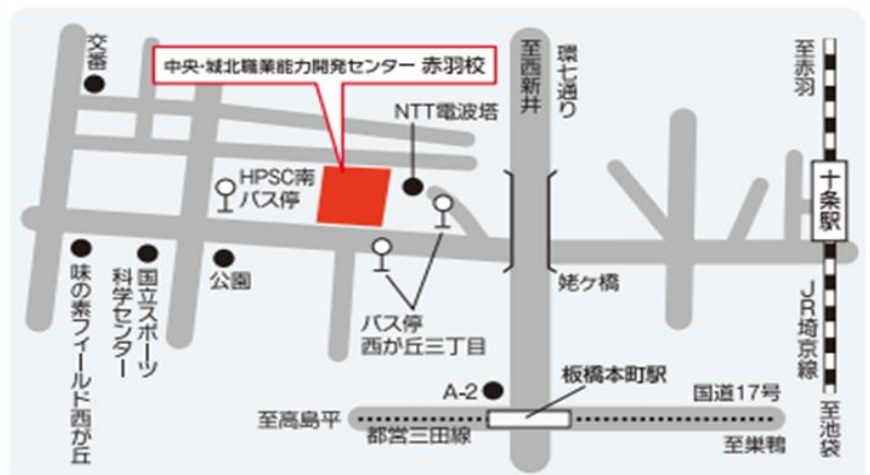 交番
中央・城北職業能力開発センター 赤羽校
至西新井
環七通り
至赤羽
NTT電波塔
HPSC南
バス停
十条駅
味の素フィールド西が丘
国立スポーツ
科学センター
公園
姥ヶ橋
JR埼京線
バス停
西が丘三丁目
A-2
板橋本町駅
国道17号
至高島平
都営三田線
至巣鴨
至池袋